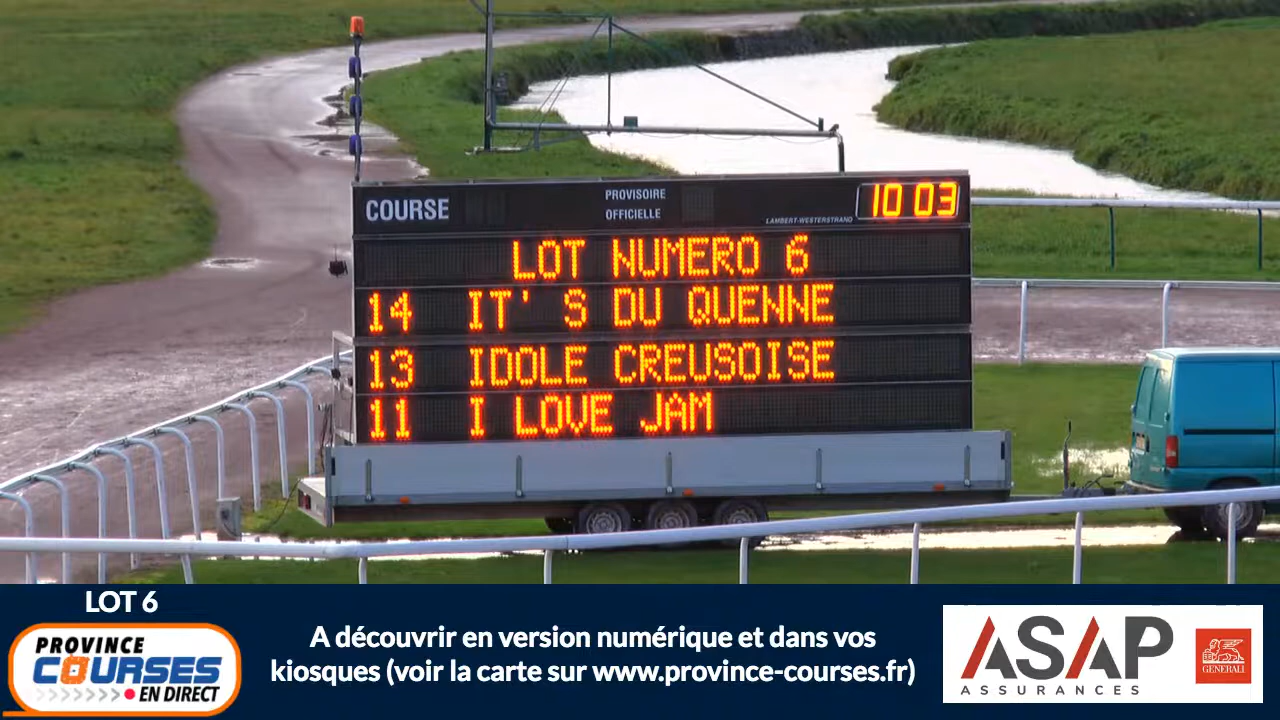 COURSE
PROVISOIRE
OFFICIELLE
LAMBERT-WESTERSTRAND
10 03
LOT NUMERO 6
14 IT'S DU QUENNE
13 IDOLE CREUSOISE
11 I LOVE JAM
LOT 6
PROVINCE
COURSES
EN DIRECT
A découvrir en version numérique et dans vos
kiosques (voir la carte sur www.province-courses.fr)
ASAP
ASSURANCES
GENERALI